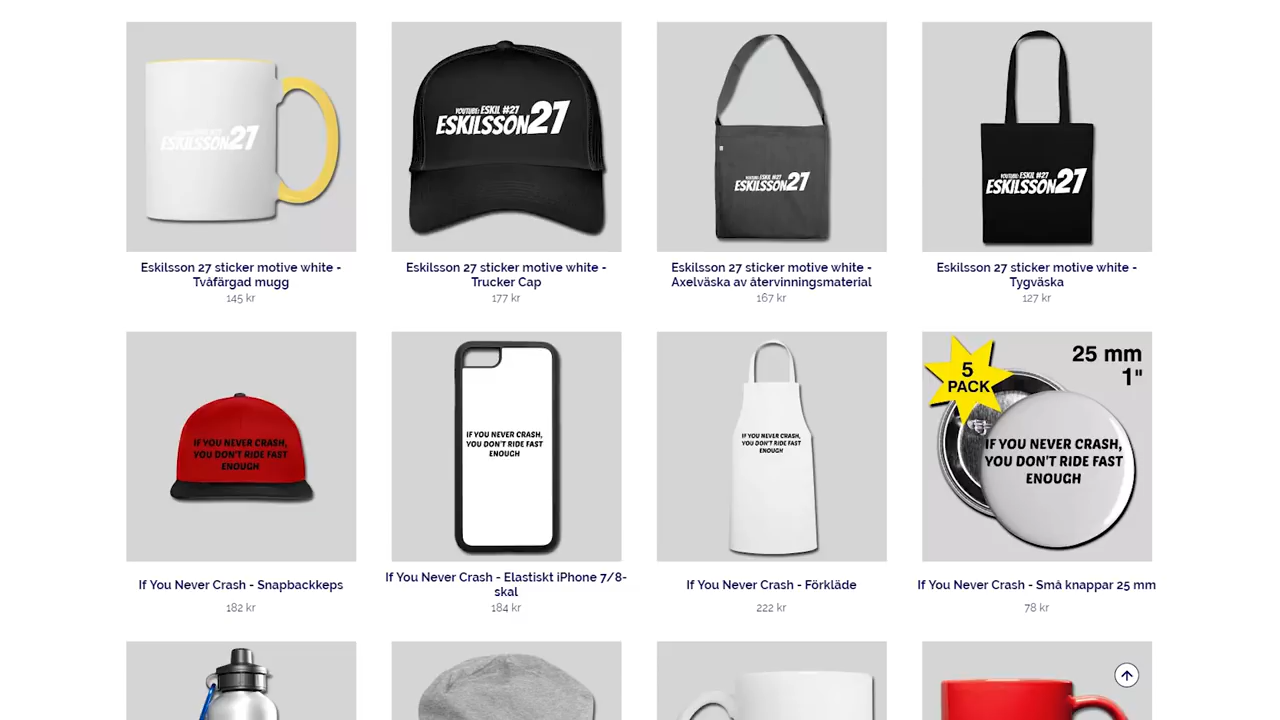 ESKILSSON27
YOUTUBE: ESKIL #27
ESKILSSON27
YOUTUBE: ESKIL #27
ESKILSSON27
YOUTUBE: ESKIL #27
ESKILSSON27
Eskilsson 27 sticker motive white -
Tvåfärgad mugg
145 kr
Eskilsson 27 sticker motive white -
Trucker Cap
177 kr
Eskilsson 27 sticker motive white -
Axelväska av återvinningsmaterial
167 kr
Eskilsson 27 sticker motive white -
Tygväska
127 kr
IF YOU NEVER CRASH,
YOU DON'T RIDE FAST
ENOUGH
IF YOU NEVER CRASH,
YOU DON'T RIDE FAST
ENOUGH
IF YOU NEVER CRASH,
YOU DON'T RIDE FAST
ENOUGH
5
PACK
25 mm
1"
IF YOU NEVER CRASH,
YOU DON'T RIDE FAST
ENOUGH
If You Never Crash - Snapbackkeps
182 kr
If You Never Crash - Elastiskt iPhone 7/8-
skal
184 kr
If You Never Crash - Förkläde
222 kr
If You Never Crash - Små knappar 25 mm
78 kr